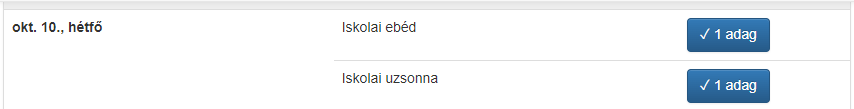 okt. 10., hétfő Iskolai ebéd ✓ 1 adag
Iskolai uzsonna ✓ 1 adag